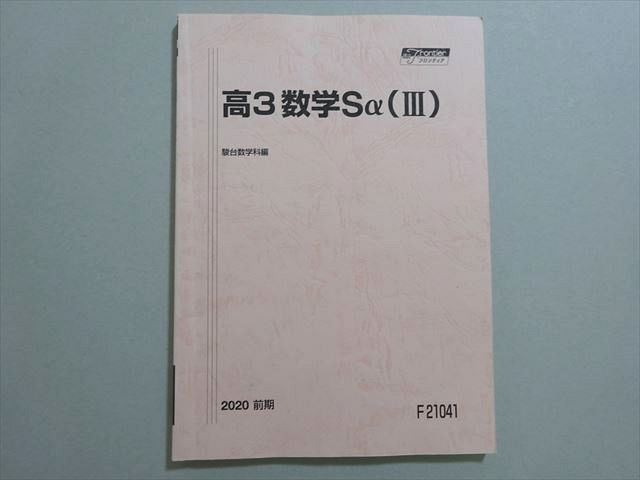 Frontier
フロンティア
高3 数学Sα(Ⅲ)
駿台数学科編
2020 前期
F21041